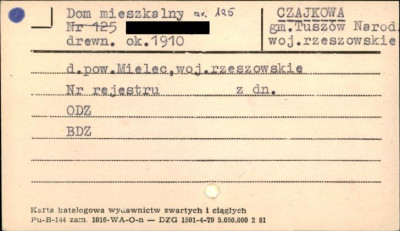 Dom mieszkalny nr. 125
Nr 125
drewn. ok.1910
CZAJKOWA
gm.Tuszów Narod.
woj.rzeszowskie
d.pow.Mielec,woj.rzeszowskie
Nr rejestru z dn.
ODZ
BDZ
Karta katalogowa wydawnictw zwartych i ciągłych
Pu-B-144 zam. 1016-WA-O-n — DZG 1501-4-79 5.050.000 2 81